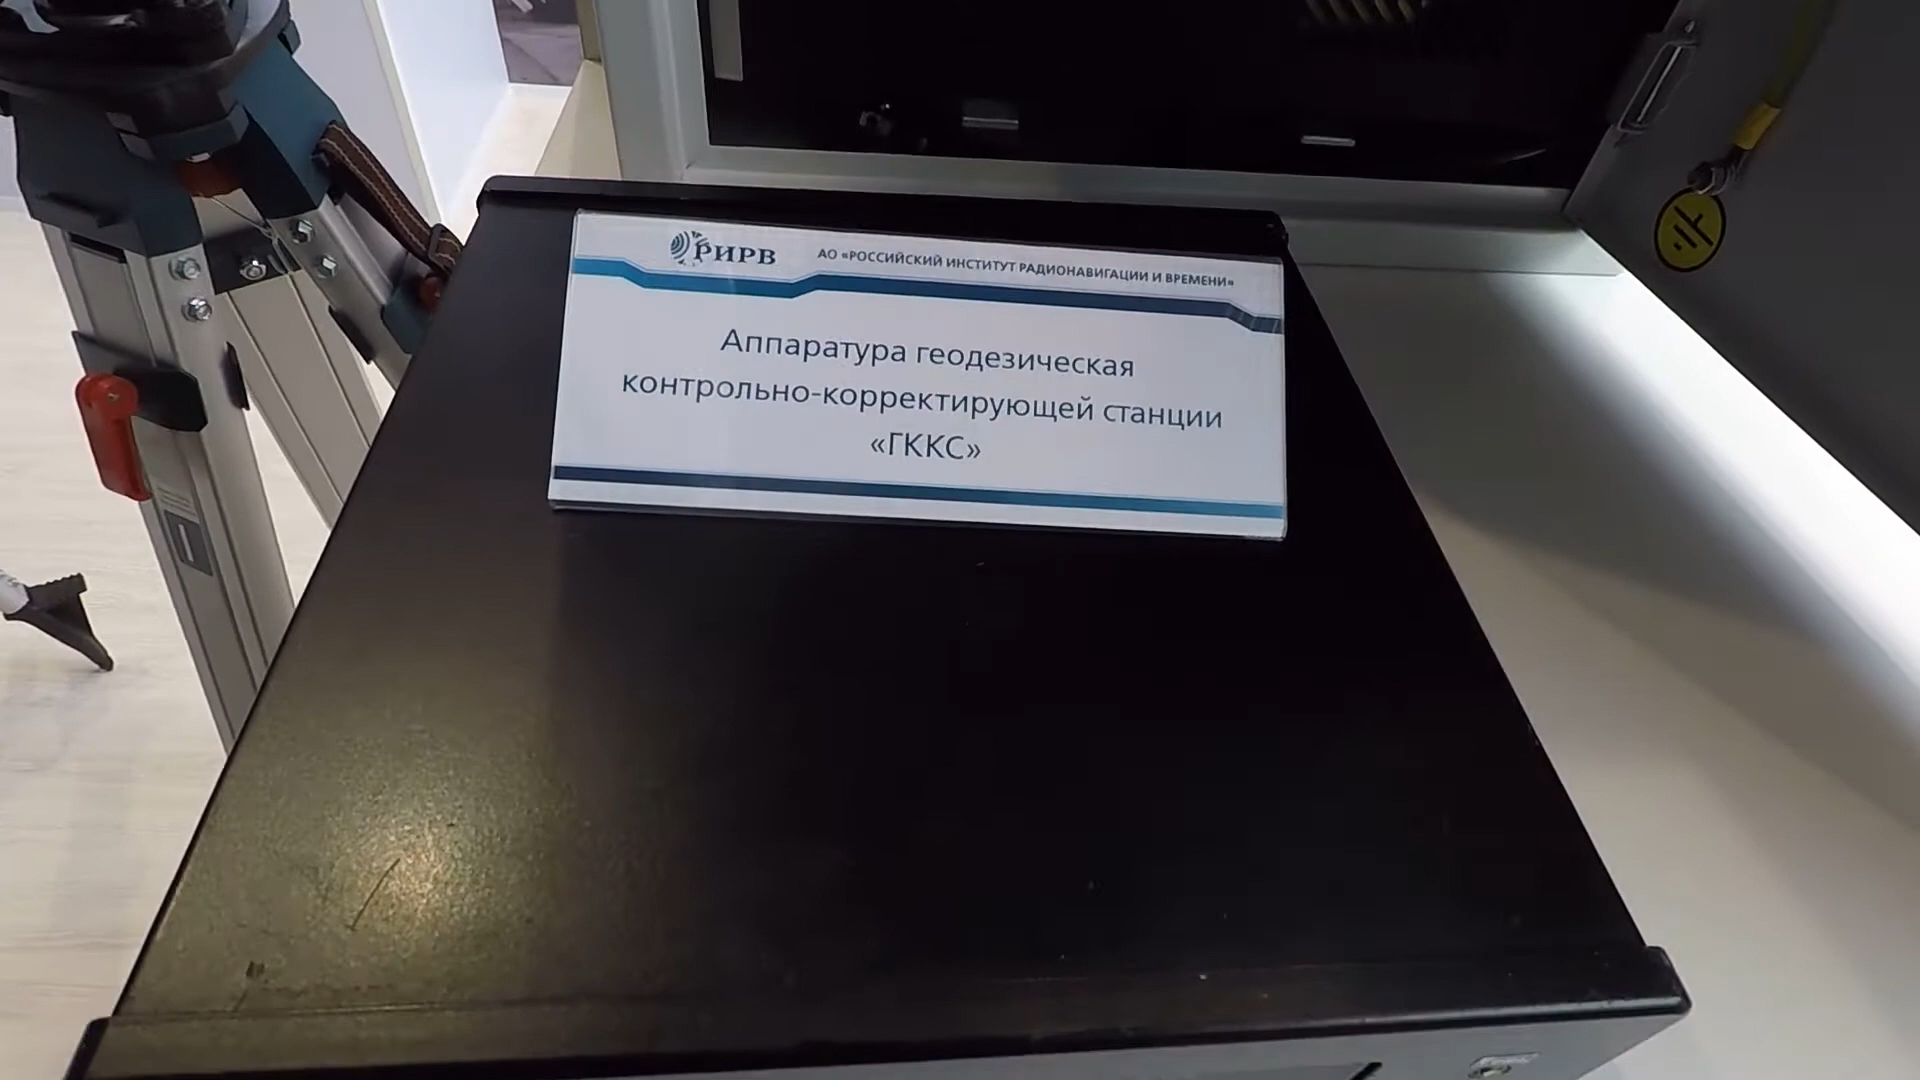 РИРВ
АО «РОССИЙСКИЙ ИНСТИТУТ РАДИОНАВИГАЦИИ И ВРЕМЕНИ»
Аппаратура геодезическая
контрольно-корректирующей станции
«ГККС»